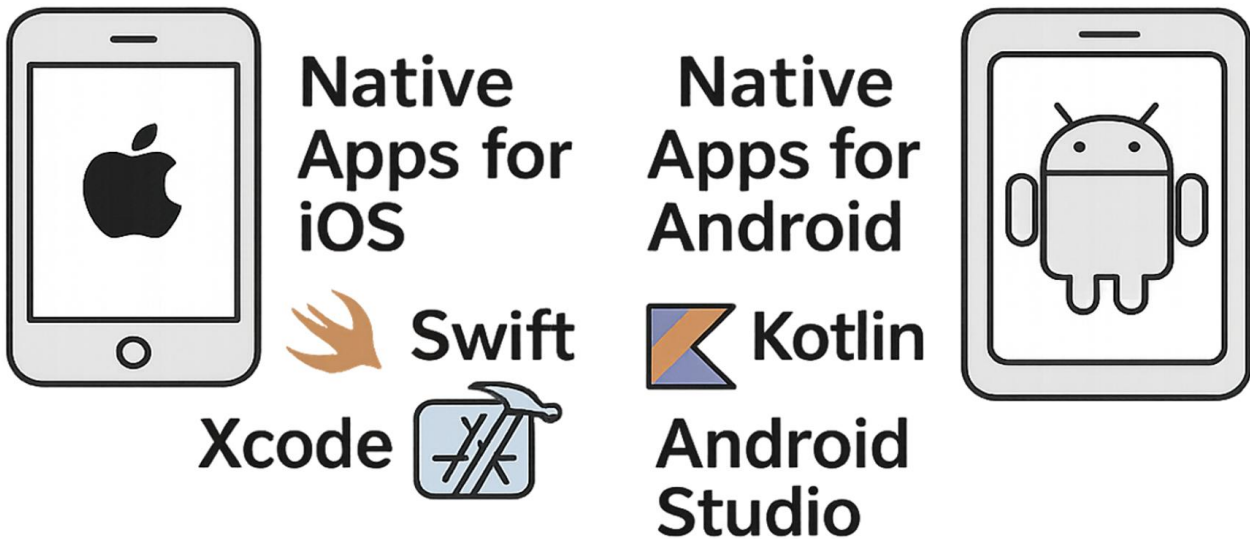 Native
Apps for
iOS
Swift
Xcode
Native
Apps for
Android
Kotlin
Android
Studio